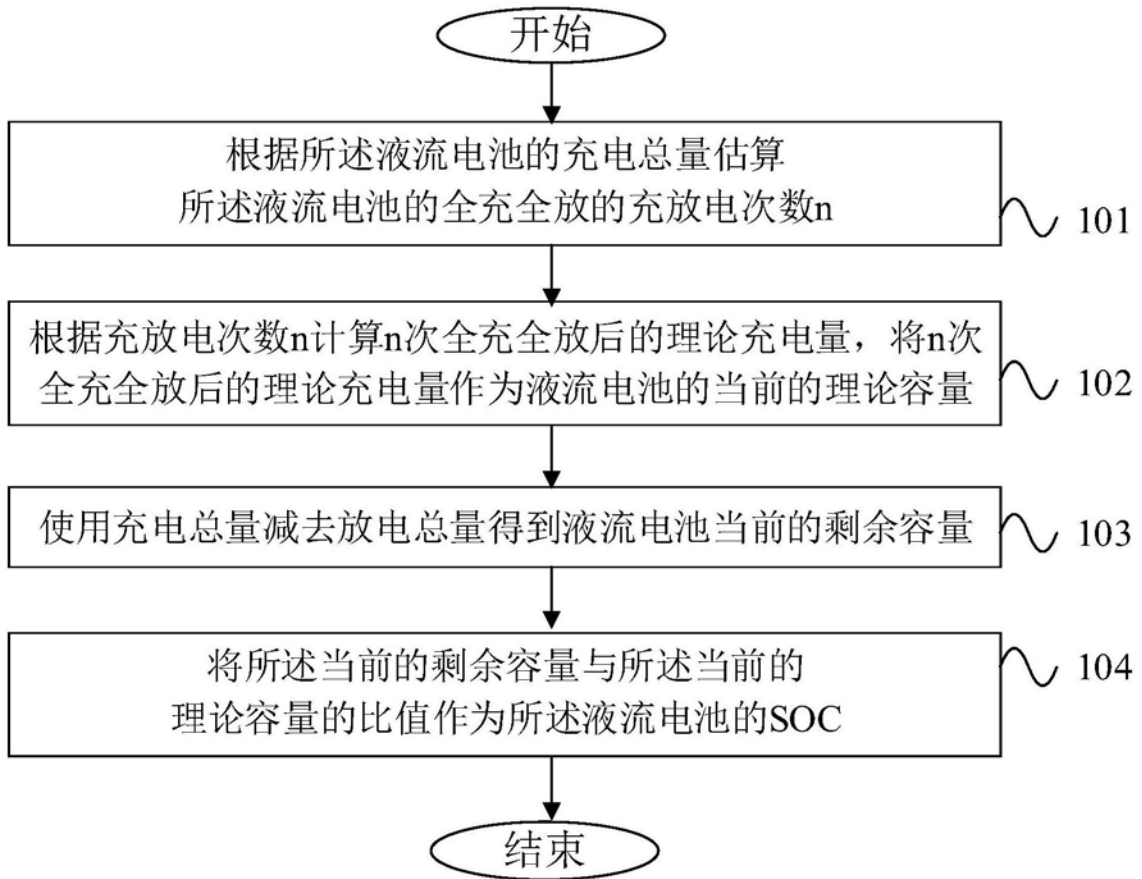 开始
根据所述液流电池的充电总量估算
所述液流电池的全充全放的充放电次数n
101
根据充放电次数n计算n次全充全放后的理论充电量，将n次
全充全放后的理论充电量作为液流电池的当前的理论容量
102
使用充电总量减去放电总量得到液流电池当前的剩余容量
103
将所述当前的剩余容量与所述当前的
理论容量的比值作为所述液流电池的SOC
104
结束